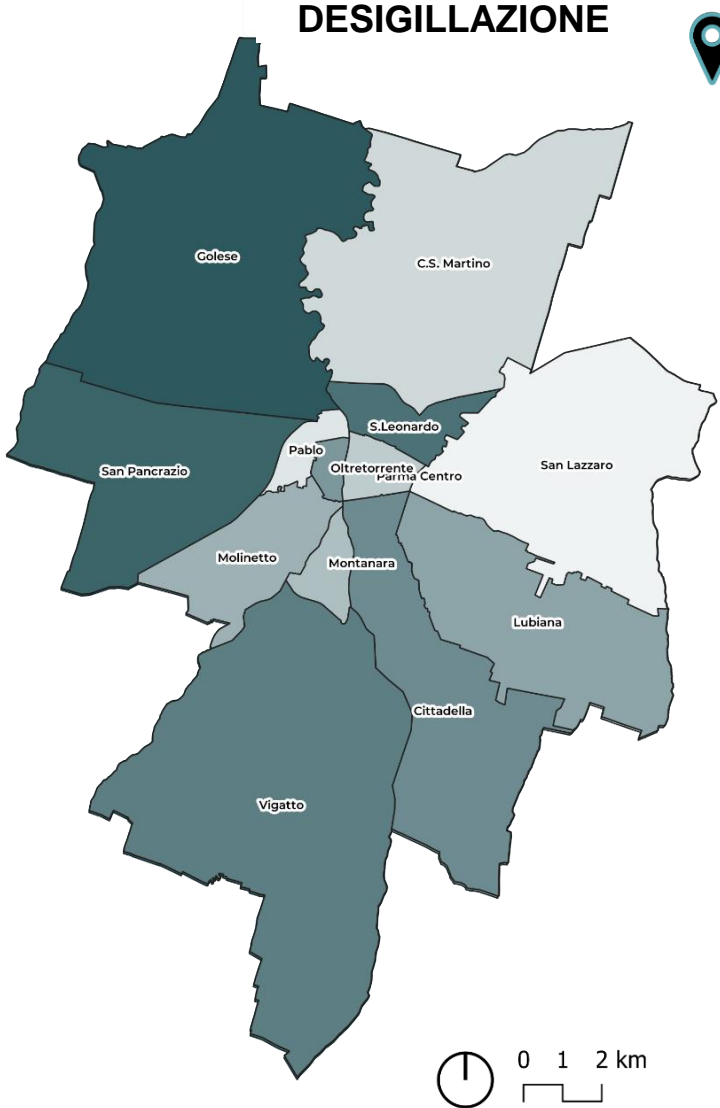 DESIGILLAZIONE
Golese
C.S. Martino
S.Leonardo
Pablo
Oltretorrente
Parma Centro
San Lazzaro
San Pancrazio
Molinetto
Montanara
Lubiana
Cittadella
Vigatto
0 1 2 km